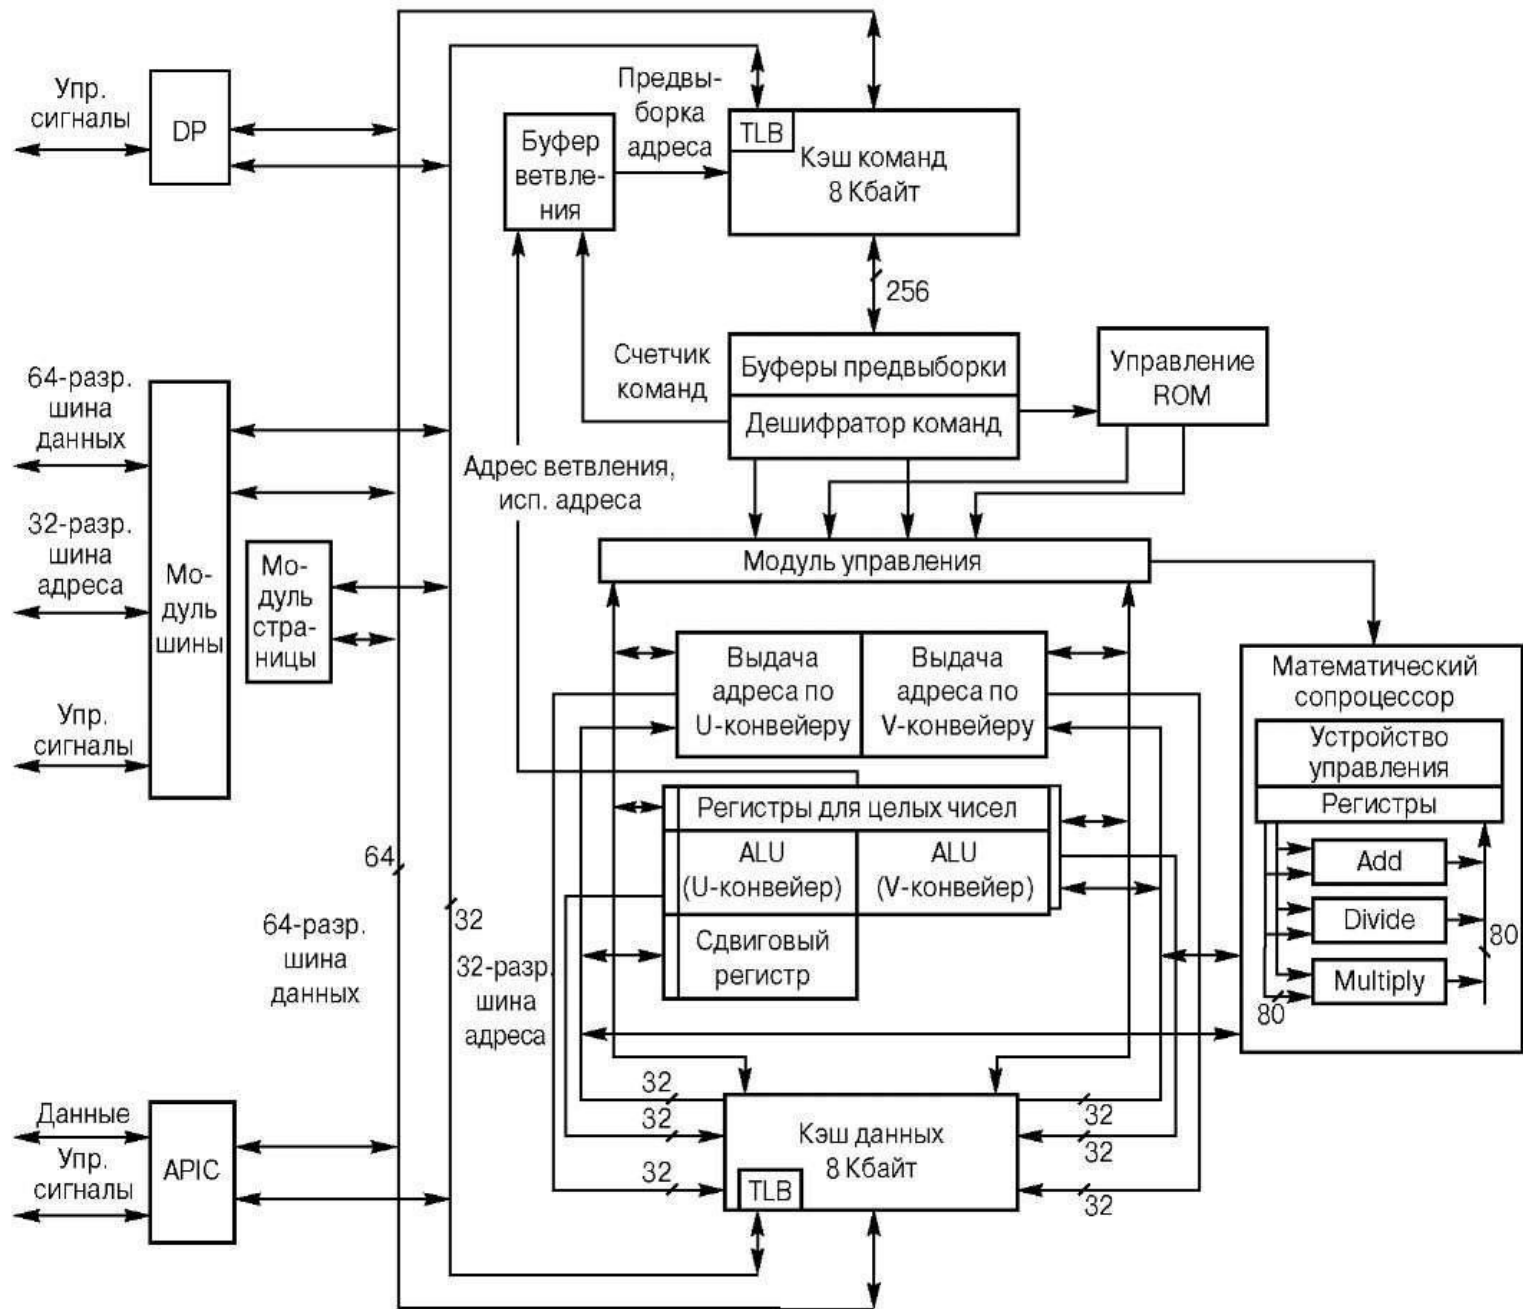 Упр.
сигналы
DP
Предвы-
борка
адреса
Буфер
ветвле-
ния
TLB
Кэш команд
8 Кбайт
256
Счетчик
команд
Буферы предвыборки
Дешифратор команд
Управление
ROM
64-разр.
шина
данных
32-разр.
шина
адреса
Упр.
сигналы
Мо-
дуль
шины
Мо-
дуль
стра-
ницы
Адрес ветвления,
исп. адреса
Модуль управления
Выдача
адреса по
U-конвейеру
Выдача
адреса по
V-конвейеру
Математический
сопроцессор
Устройство
управления
Регистры
Add
Divide
Multiply
80
80
Регистры для целых чисел
ALU
(U-конвейер)
ALU
(V-конвейер)
Сдвиговый
регистр
64
64-разр.
шина
данных
32
32-разр.
шина
адреса
32
32
32
32
32
32
Кэш данных
8 Кбайт
TLB
Данные
Упр.
сигналы
APIC